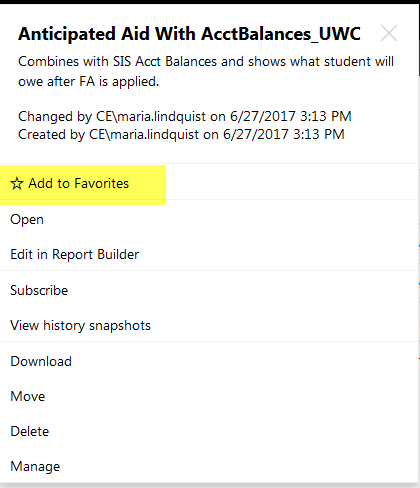 Anticipated Aid With AcctBalances_UWC
Combines with SIS Acct Balances and shows what student will
owe after FA is applied.
Changed by CE\maria.lindquist on 6/27/2017 3:13 PM
Created by CE\maria.lindquist on 6/27/2017 3:13 PM
☆ Add to Favorites
Open
Edit in Report Builder
Subscribe
View history snapshots
Download
Move
Delete
Manage